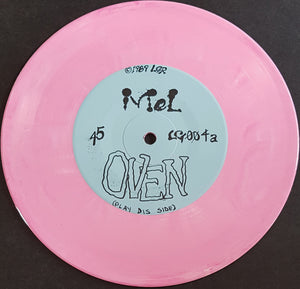 ©1989 LGR
MeL
45 LG004a
OVEN
(PLAY DIS SIDE)